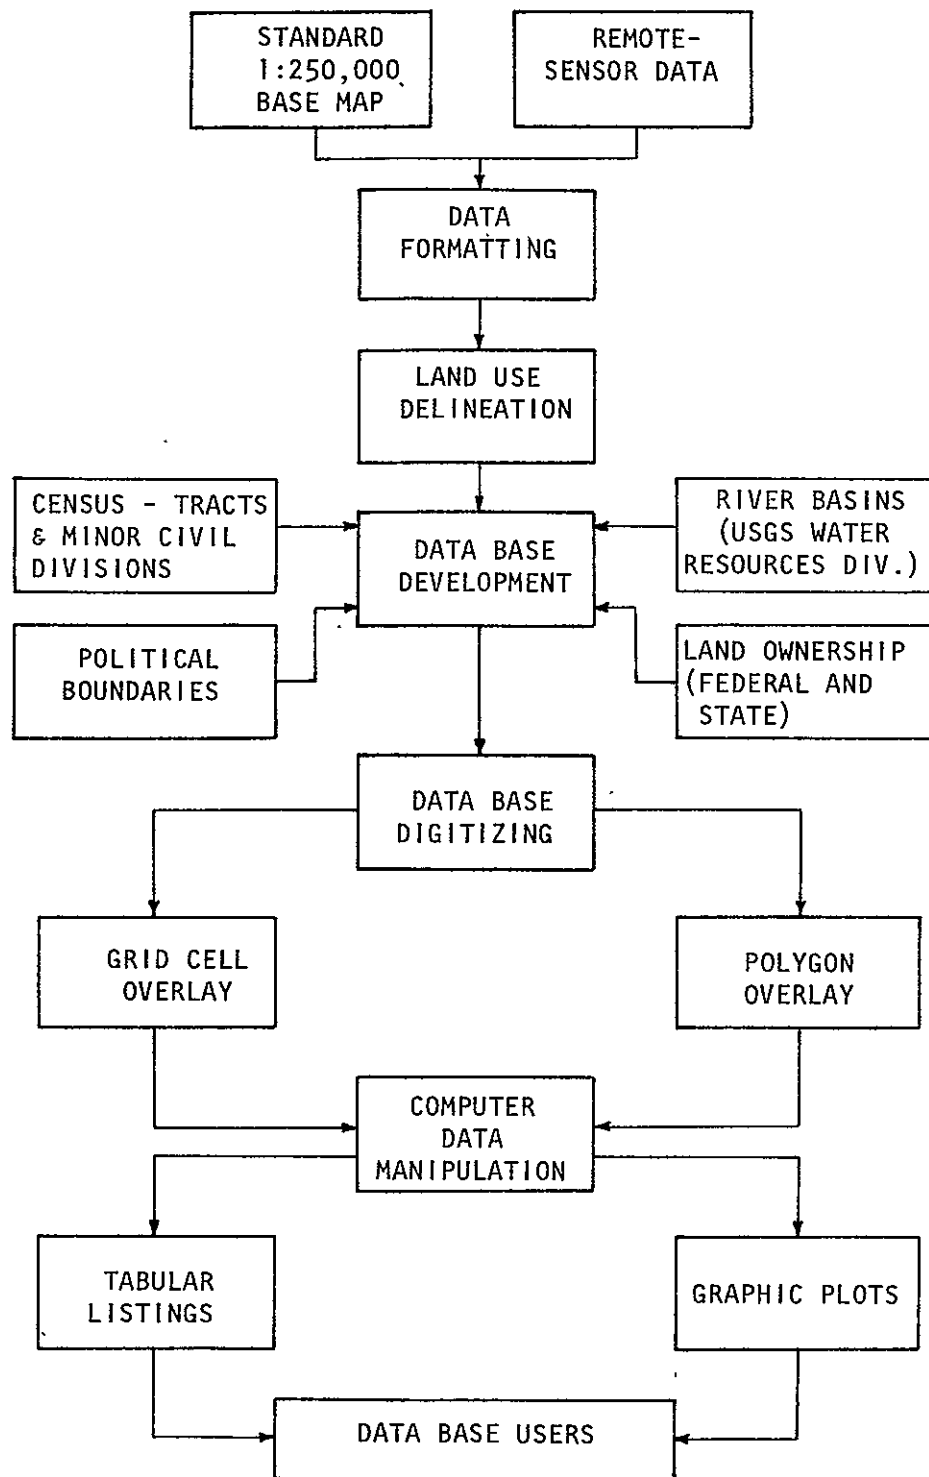 STANDARD
1:250,000
BASE MAP
REMOTE-
SENSOR DATA
DATA
FORMATTING
LAND USE
DELINEATION
CENSUS - TRACTS
& MINOR CIVIL
DIVISIONS
DATA BASE
DEVELOPMENT
RIVER BASINS
(USGS WATER
RESOURCES DIV.)
POLITICAL
BOUNDARIES
LAND OWNERSHIP
(FEDERAL AND
STATE)
DATA BASE
DIGITIZING
GRID CELL
OVERLAY
POLYGON
OVERLAY
COMPUTER
DATA
MANIPULATION
TABULAR
LISTINGS
GRAPHIC PLOTS
DATA BASE USERS